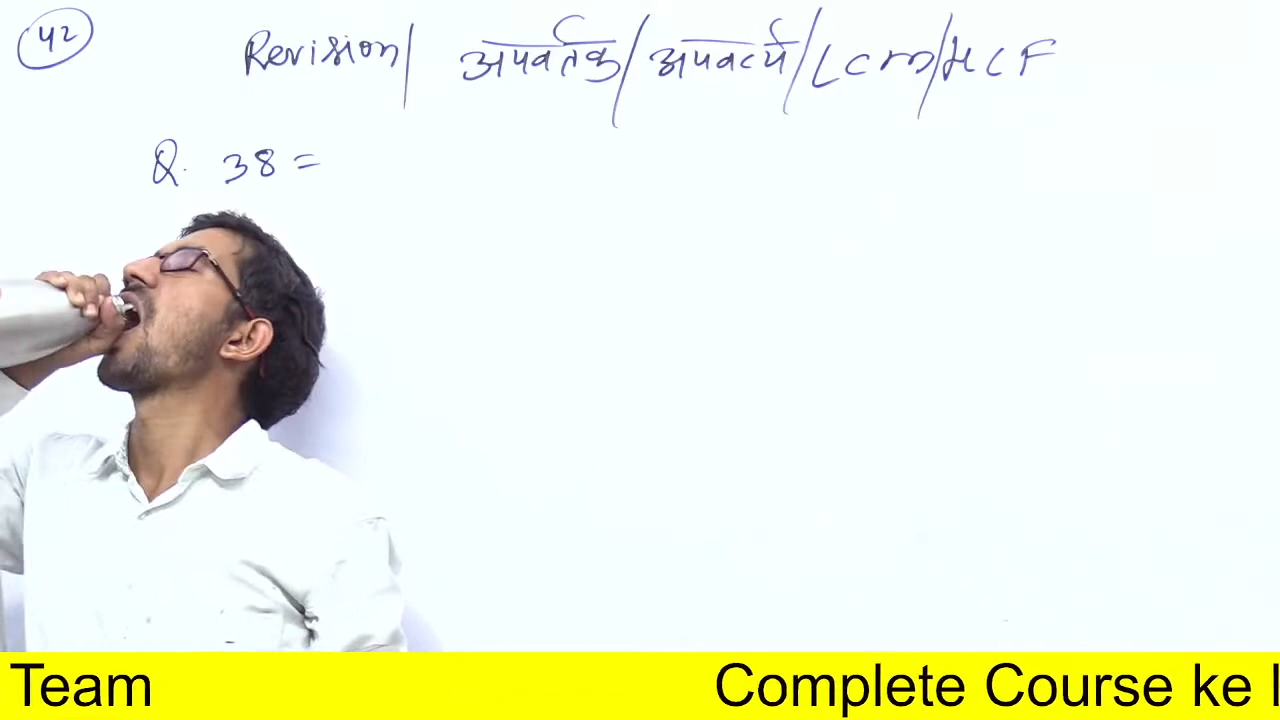 42
Revision / अपवर्तक / अपवर्त्य / LCM / HCF
Q. 38 =
Team Complete Course ke l